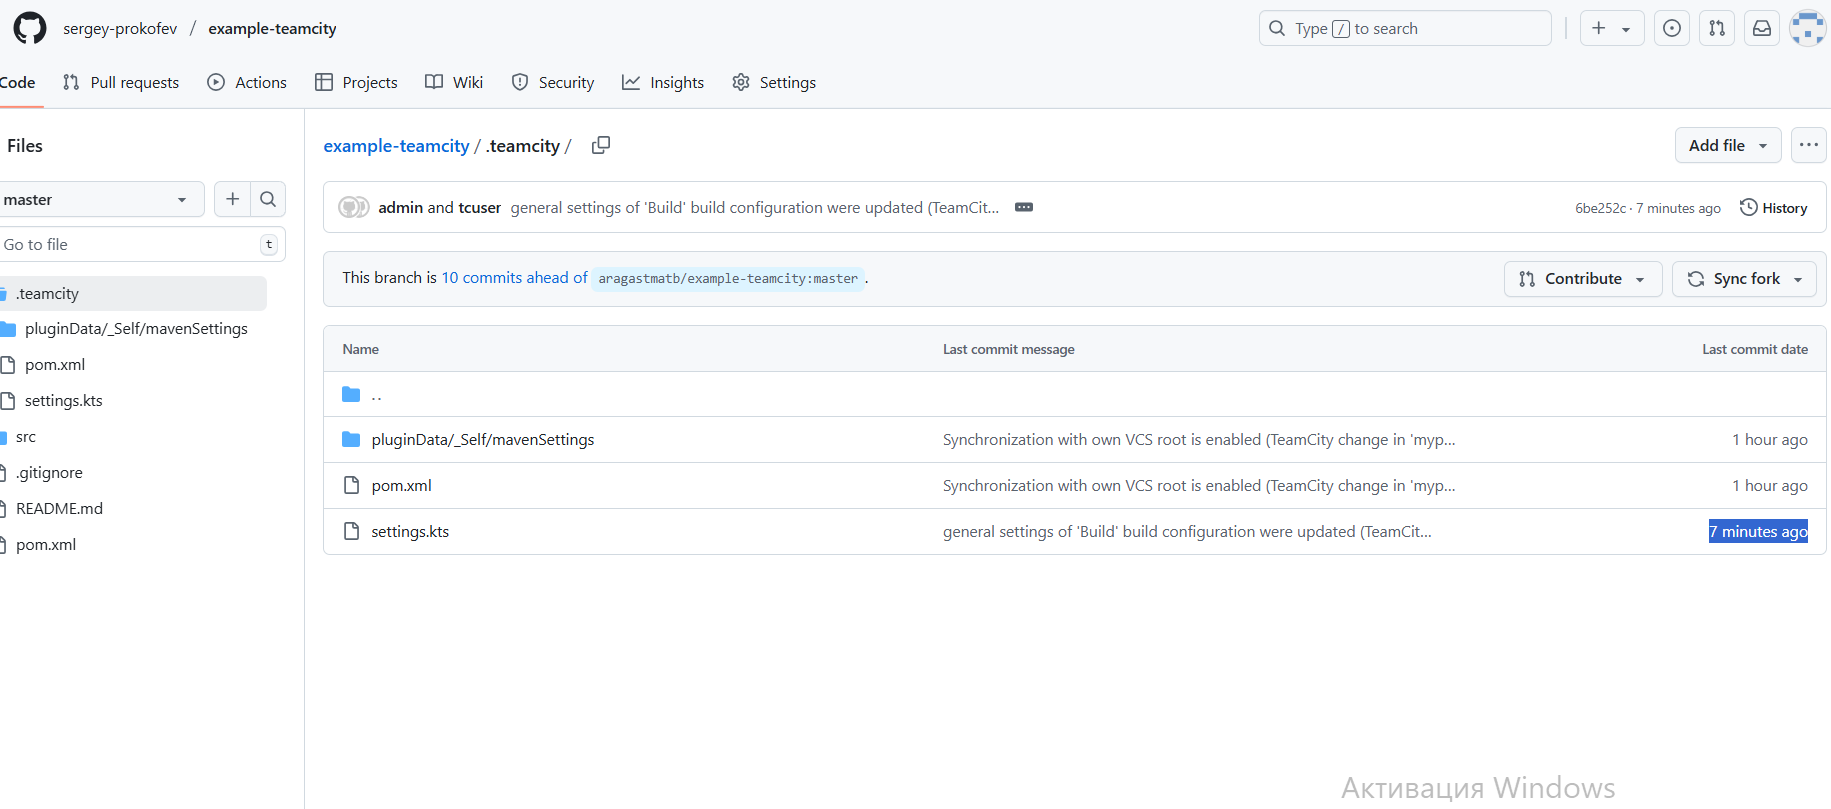 sergey-prokofev / example-teamcity
Type / to search
Code Pull requests Actions Projects Wiki Security Insights Settings
Files
master
Go to file t
.teamcity
pluginData/_Self/mavenSettings
pom.xml
settings.kts
src
.gitignore
README.md
pom.xml
example-teamcity / .teamcity /
Add file
admin and tcuser general settings of 'Build' build configuration were updated (TeamCit...
6be252c · 7 minutes ago History
This branch is 10 commits ahead of aragastmatb/example-teamcity:master .
Contribute Sync fork
Name Last commit message Last commit date
..
pluginData/_Self/mavenSettings Synchronization with own VCS root is enabled (TeamCity change in 'myp... 1 hour ago
pom.xml Synchronization with own VCS root is enabled (TeamCity change in 'myp... 1 hour ago
settings.kts general settings of 'Build' build configuration were updated (TeamCit... 7 minutes ago
Активация Windows